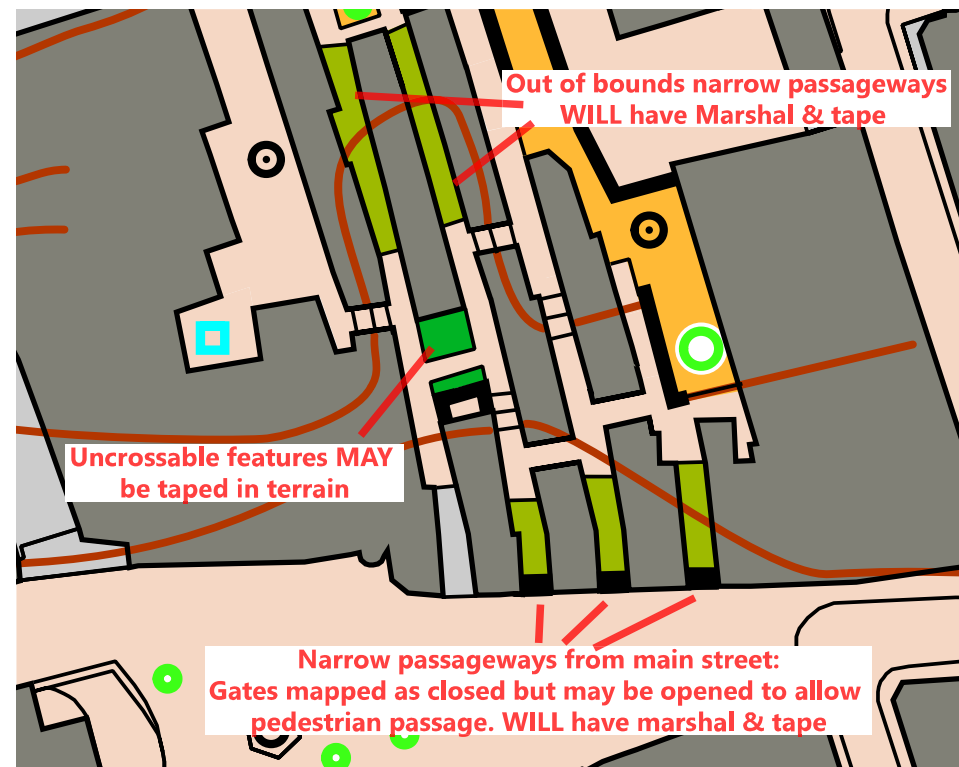 Out of bounds narrow passageways
WILL have Marshal & tape
Uncrossable features MAY
be taped in terrain
Narrow passageways from main street:
Gates mapped as closed but may be opened to allow
pedestrian passage. WILL have marshal & tape